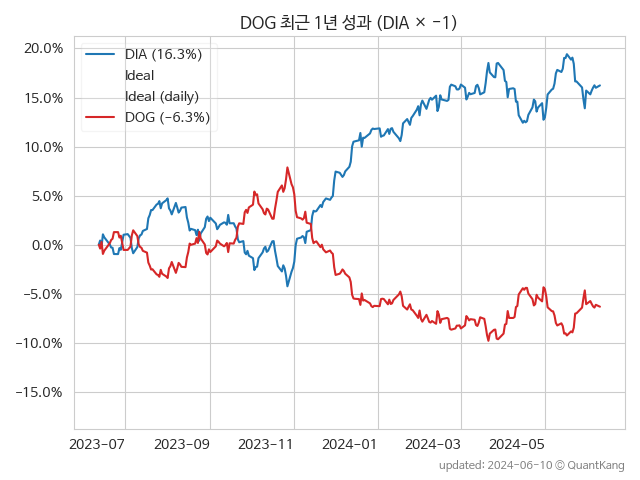 DOG 최근 1년 성과 (DIA × −1)
20.0%
15.0%
10.0%
5.0%
0.0%
−5.0%
−10.0%
−15.0%
DIA (16.3%)
Ideal
Ideal (daily)
DOG (−6.3%)
2023−07
2023−09
2023−11
2024−01
2024−03
2024−05
updated: 2024−06−10 © QuantKang